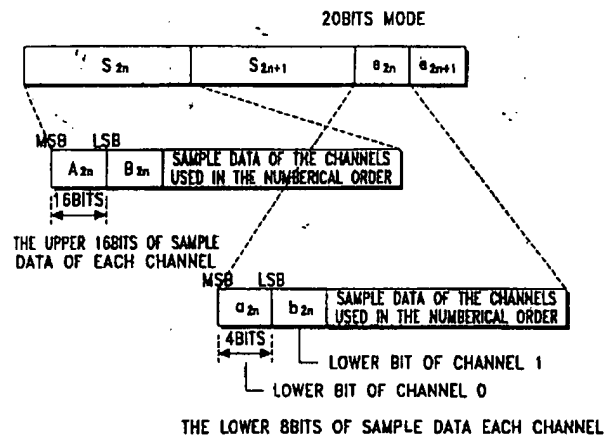 20BITS MODE
S 2n S 2n+1 e 2n e 2n+1
MSB LSB
A 2n B 2n SAMPLE DATA OF THE CHANNELS
USED IN THE NUMBERICAL ORDER
16BITS
THE UPPER 16BITS OF SAMPLE
DATA OF EACH CHANNEL
MSB LSB
a 2n b 2n SAMPLE DATA OF THE CHANNELS
USED IN THE NUMBERICAL ORDER
4BITS
LOWER BIT OF CHANNEL 1
LOWER BIT OF CHANNEL 0
THE LOWER 8BITS OF SAMPLE DATA EACH CHANNEL